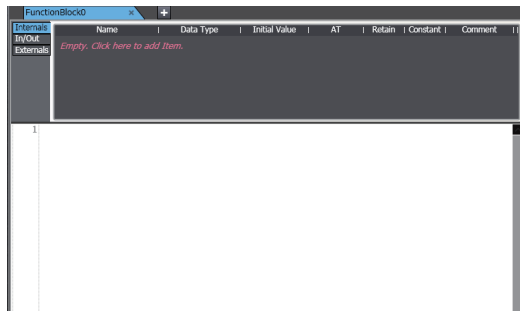 FunctionBlock0 × +
Internals Name Data Type Initial Value AT Retain Constant Comment
In/Out
Externals Empty. Click here to add Item.
1